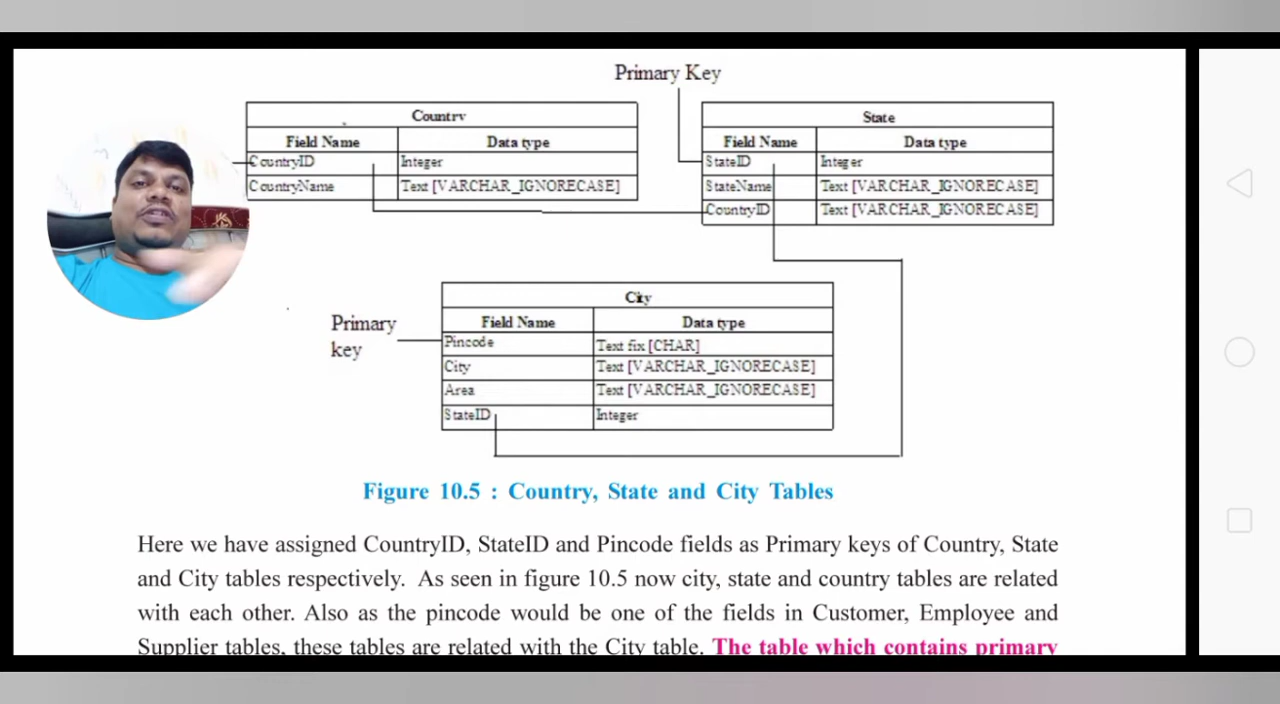 Primary Key
Country
Field Name Data type
CountryID Integer
CountryName Text [VARCHAR_IGNORECASE]
State
Field Name Data type
StateID Integer
StateName Text [VARCHAR_IGNORECASE]
CountryID Text [VARCHAR_IGNORECASE]
Primary
key
City
Field Name Data type
Pincode Text fix [CHAR]
City Text [VARCHAR_IGNORECASE]
Area Text [VARCHAR_IGNORECASE]
StateID Integer
Figure 10.5 : Country, State and City Tables
Here we have assigned CountryID, StateID and Pincode fields as Primary keys of Country, State
and City tables respectively. As seen in figure 10.5 now city, state and country tables are related
with each other. Also as the pincode would be one of the fields in Customer, Employee and
Supplier tables, these tables are related with the City table. The table which contains primary